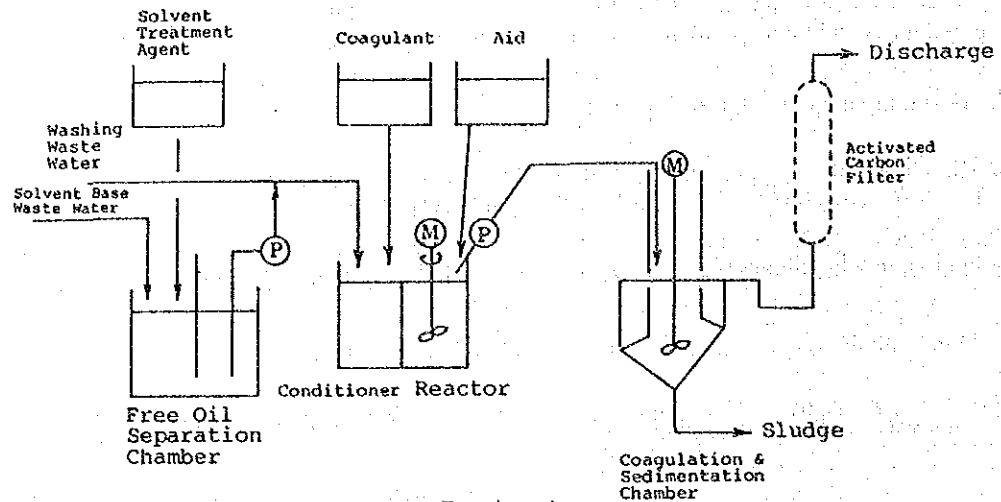 Solvent
Treatment
Agent
Coagulant
Aid
Discharge
Washing
Waste
Water
Solvent Base
Waste Water
P
M
P
M
Activated
Carbon
Filter
Conditioner Reactor
Free Oil
Separation
Chamber
Sludge
Coagulation &
Sedimentation
Chamber